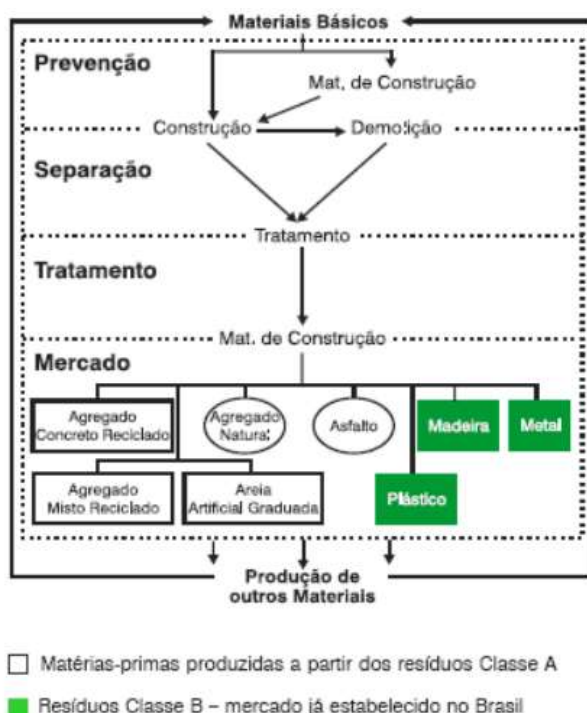 Materiais Básicos
Prevenção
Mat. de Construção
Construção
Demolição
Separação
Tratamento
Tratamento
Mat. de Construção
Mercado
Agregado
Concreto Reciclado
Agregado
Natural
Asfalto
Madeira
Metal
Agregado
Misto Reciclado
Areia
Artificial Graduada
Plástico
Produção de
outros Materiais
Matérias-primas produzidas a partir dos resíduos Classe A
Resíduos Classe B – mercado já estabelecido no Brasil